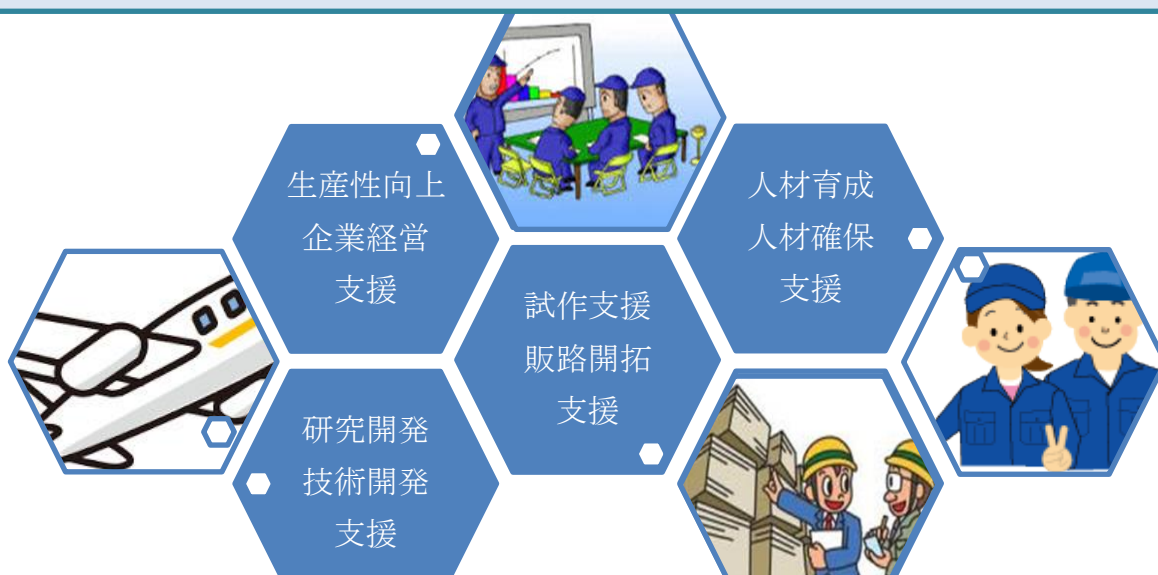 生産性向上
企業経営
支援
人材育成
人材確保
支援
試作支援
販路開拓
支援
研究開発
技術開発
支援